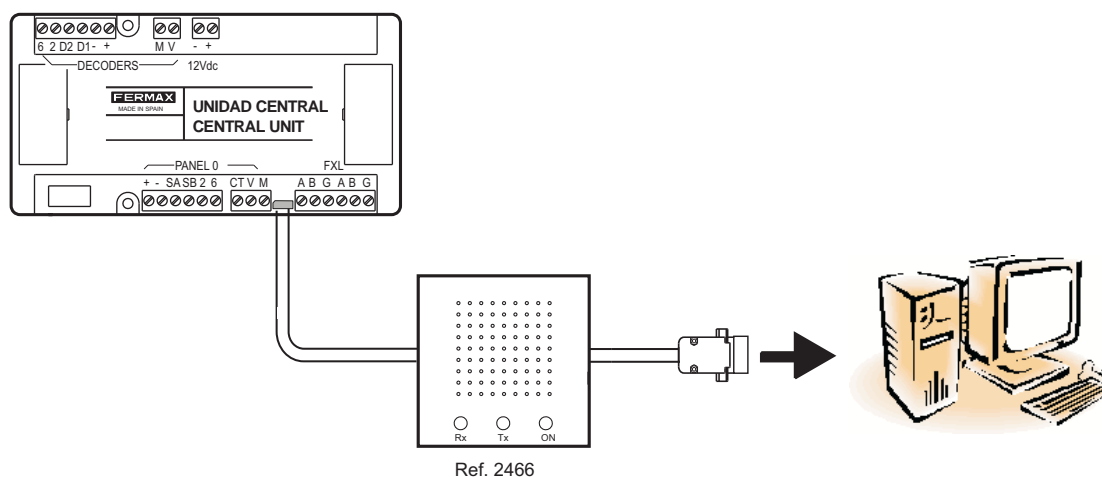 6 2 D2 D1 - + M V - +
DECODERS 12Vdc
FERMAX
MADE IN SPAIN
UNIDAD CENTRAL
CENTRAL UNIT
PANEL 0 FXL
+ - SA SB 2 6 CT V M A B G A B G
Rx Tx ON
Ref. 2466